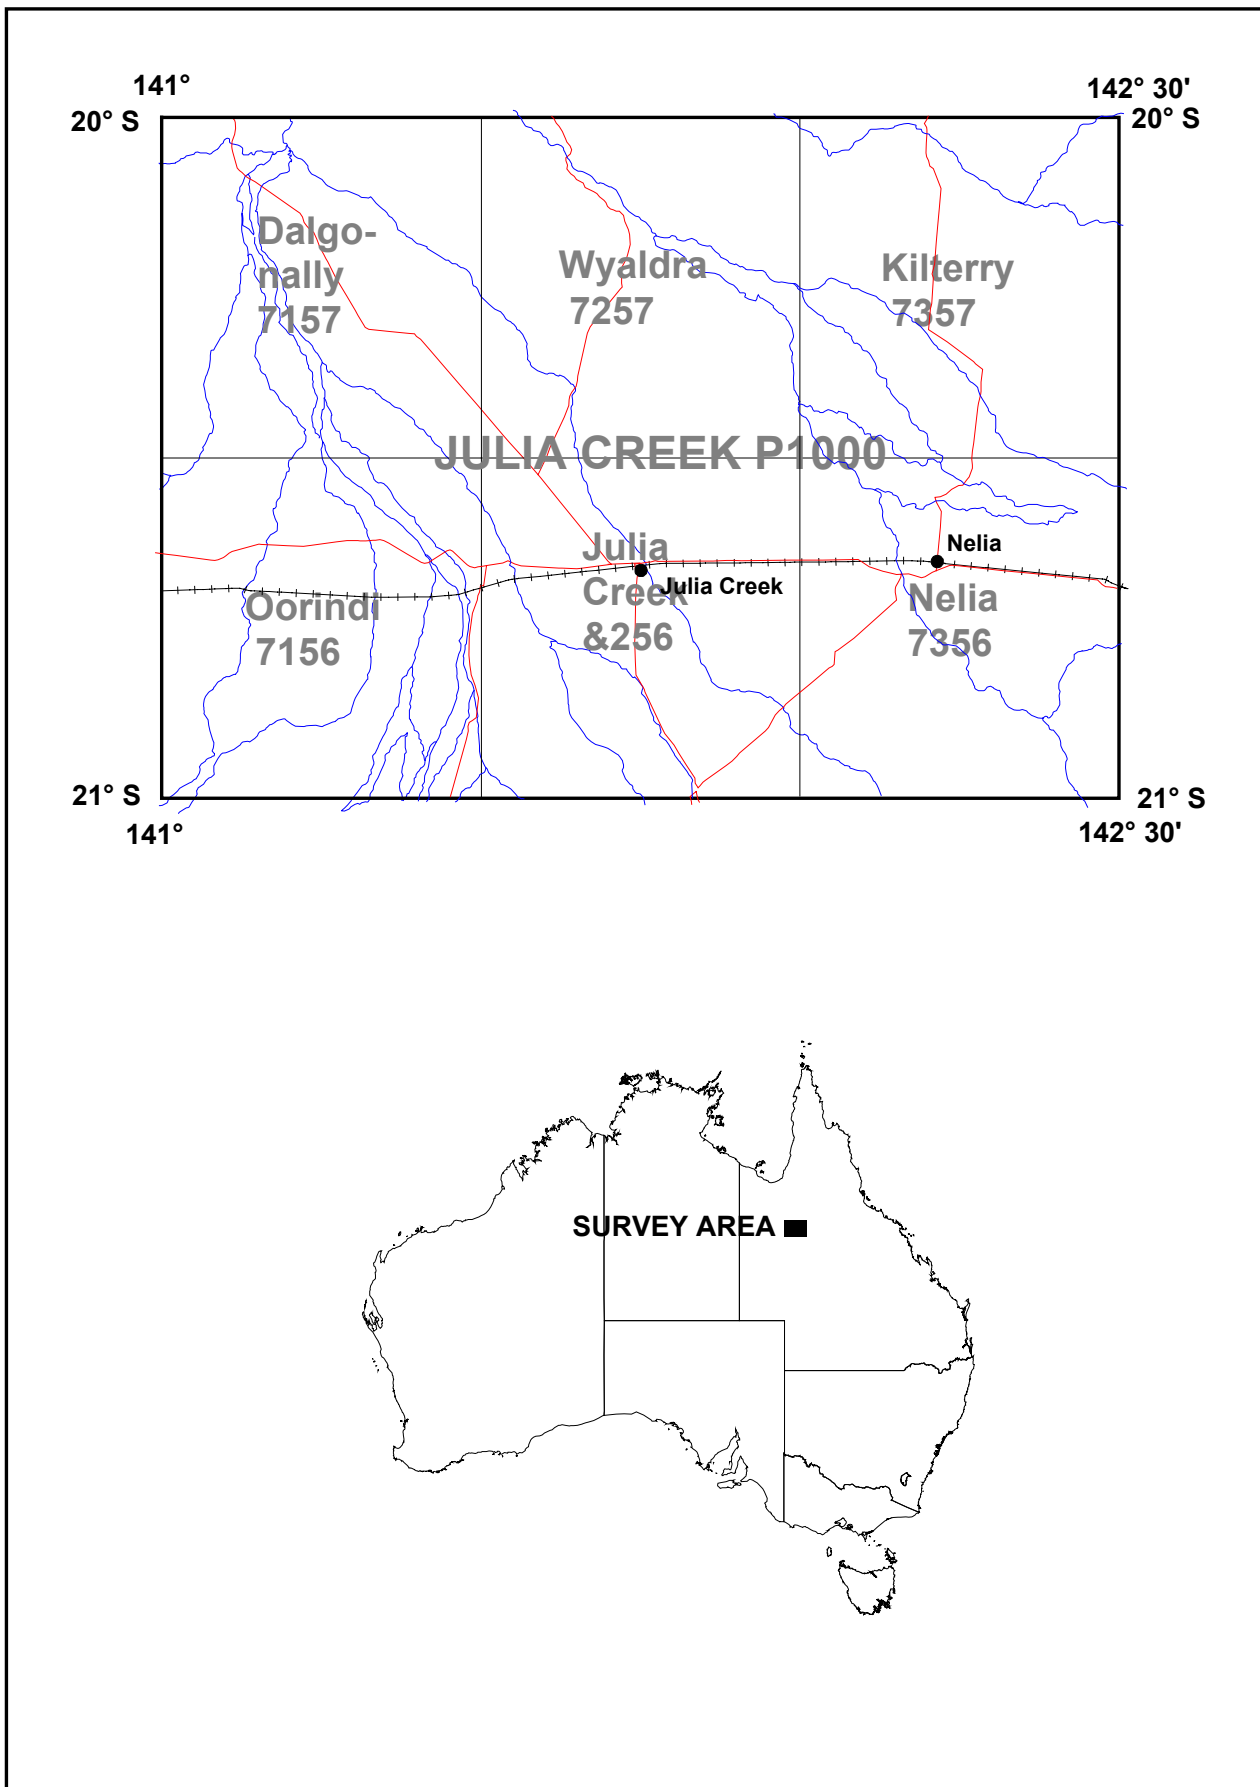 141°
142° 30'
20° S
20° S
Dalgo-
nally
7157
Wyaldra
7257
Kilterry
7357
JULIA CREEK P1000
Nelia
Julia
Creek
&256
Julia Creek
Oorindi
7156
Nelia
7356
21° S
21° S
141°
142° 30'
SURVEY AREA